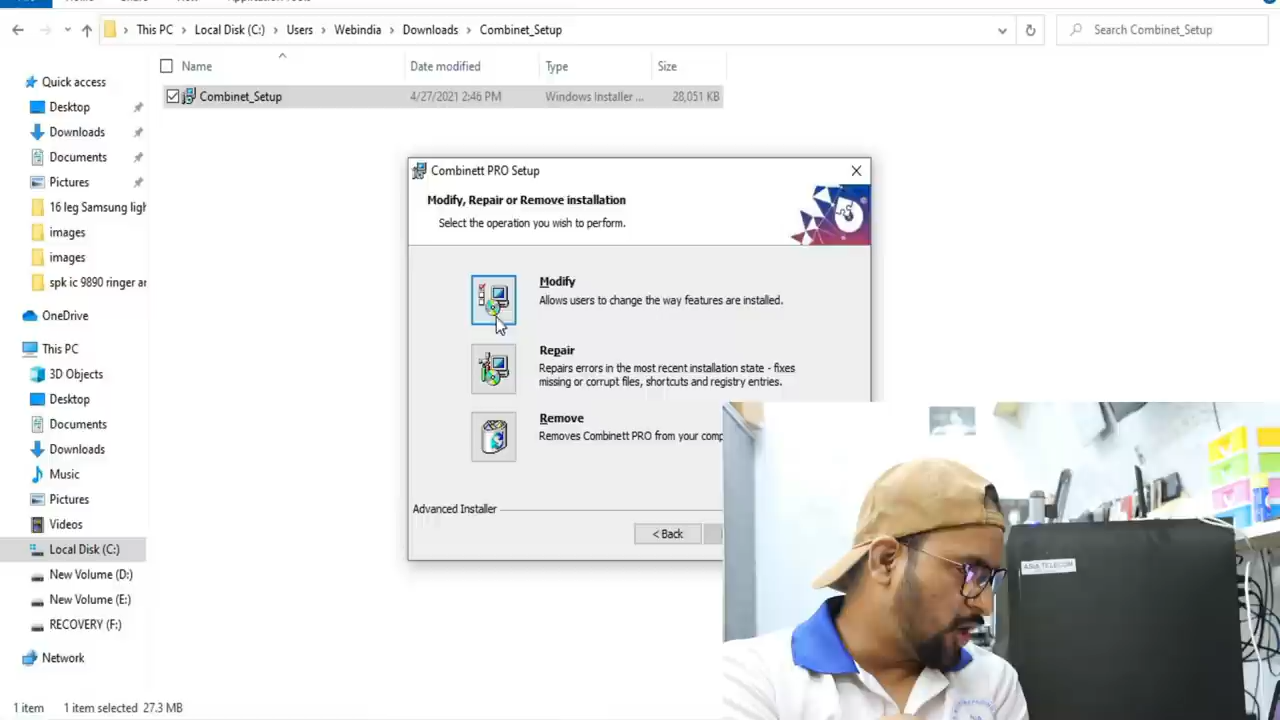 This PC > Local Disk (C:) > Users > Webindia > Downloads > Combinet_Setup
Search Combinet_Setup
Name Date modified Type Size
Combinet_Setup 4/27/2021 2:46 PM Windows Installer ... 28,051 KB
Quick access
Desktop
Downloads
Documents
Pictures
16 leg Samsung ligh
images
images
spk ic 9890 ringer ar
OneDrive
This PC
3D Objects
Desktop
Documents
Downloads
Music
Pictures
Videos
Local Disk (C:)
New Volume (D:)
New Volume (E:)
RECOVERY (F:)
Network
1 item 1 item selected 27.3 MB
Combinett PRO Setup
Modify, Repair or Remove installation
Select the operation you wish to perform.
Modify
Allows users to change the way features are installed.
Repair
Repairs errors in the most recent installation state - fixes
missing or corrupt files, shortcuts and registry entries.
Remove
Removes Combinett PRO from your comp
Advanced Installer
< Back
ASIA TELECOM